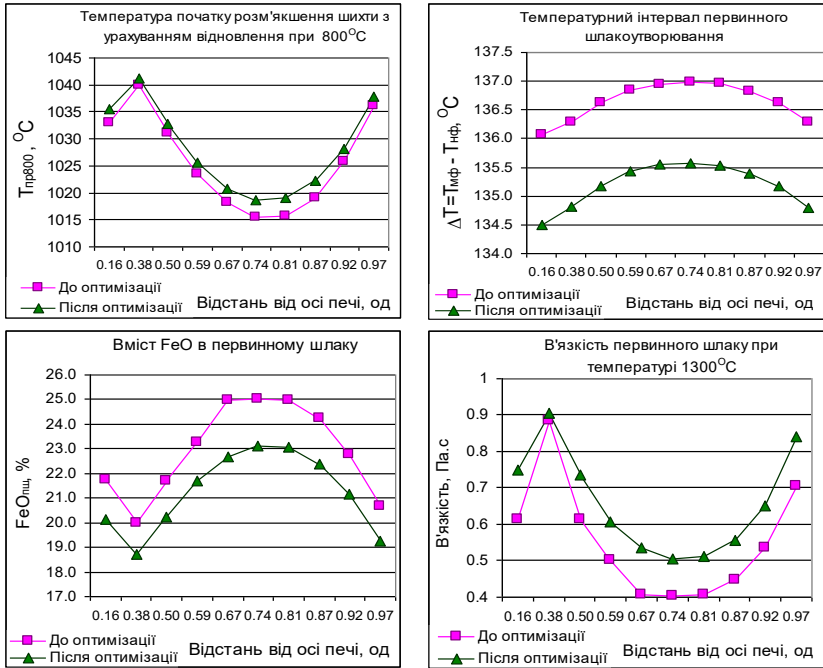 Температура початку розм'якшення шихти з
урахуванням відновлення при 800ОС
1045
1040
1035
1030
1025
1020
1015
1010
Тпр800 , ОС
0.16 0.38 0.50 0.59 0.67 0.74 0.81 0.87 0.92 0.97
До оптимізації
Після оптимізації
Відстань від осі печі, од
Температурний інтервал первинного
шлакоутворювання
137.5
137.0
136.5
136.0
135.5
135.0
134.5
134.0
ΔТ=Тмф - Тнф, ОС
0.16 0.38 0.50 0.59 0.67 0.74 0.81 0.87 0.92 0.97
До оптимізації
Після оптимізації
Відстань від осі печі, од
Вміст FeO в первинному шлаку
26.0
25.0
24.0
23.0
22.0
21.0
20.0
19.0
18.0
17.0
FeOпш, %
0.16 0.38 0.50 0.59 0.67 0.74 0.81 0.87 0.92 0.97
До оптимізації
Після оптимізації
Відстань від осі печі, од
В'язкість первинного шлаку при
температурі 1300ОС
1
0.9
0.8
0.7
0.6
0.5
0.4
В'язкість, Па.с
0.16 0.38 0.50 0.59 0.67 0.74 0.81 0.87 0.92 0.97
До оптимізації
Після оптимізації
Відстань від осі печі, од